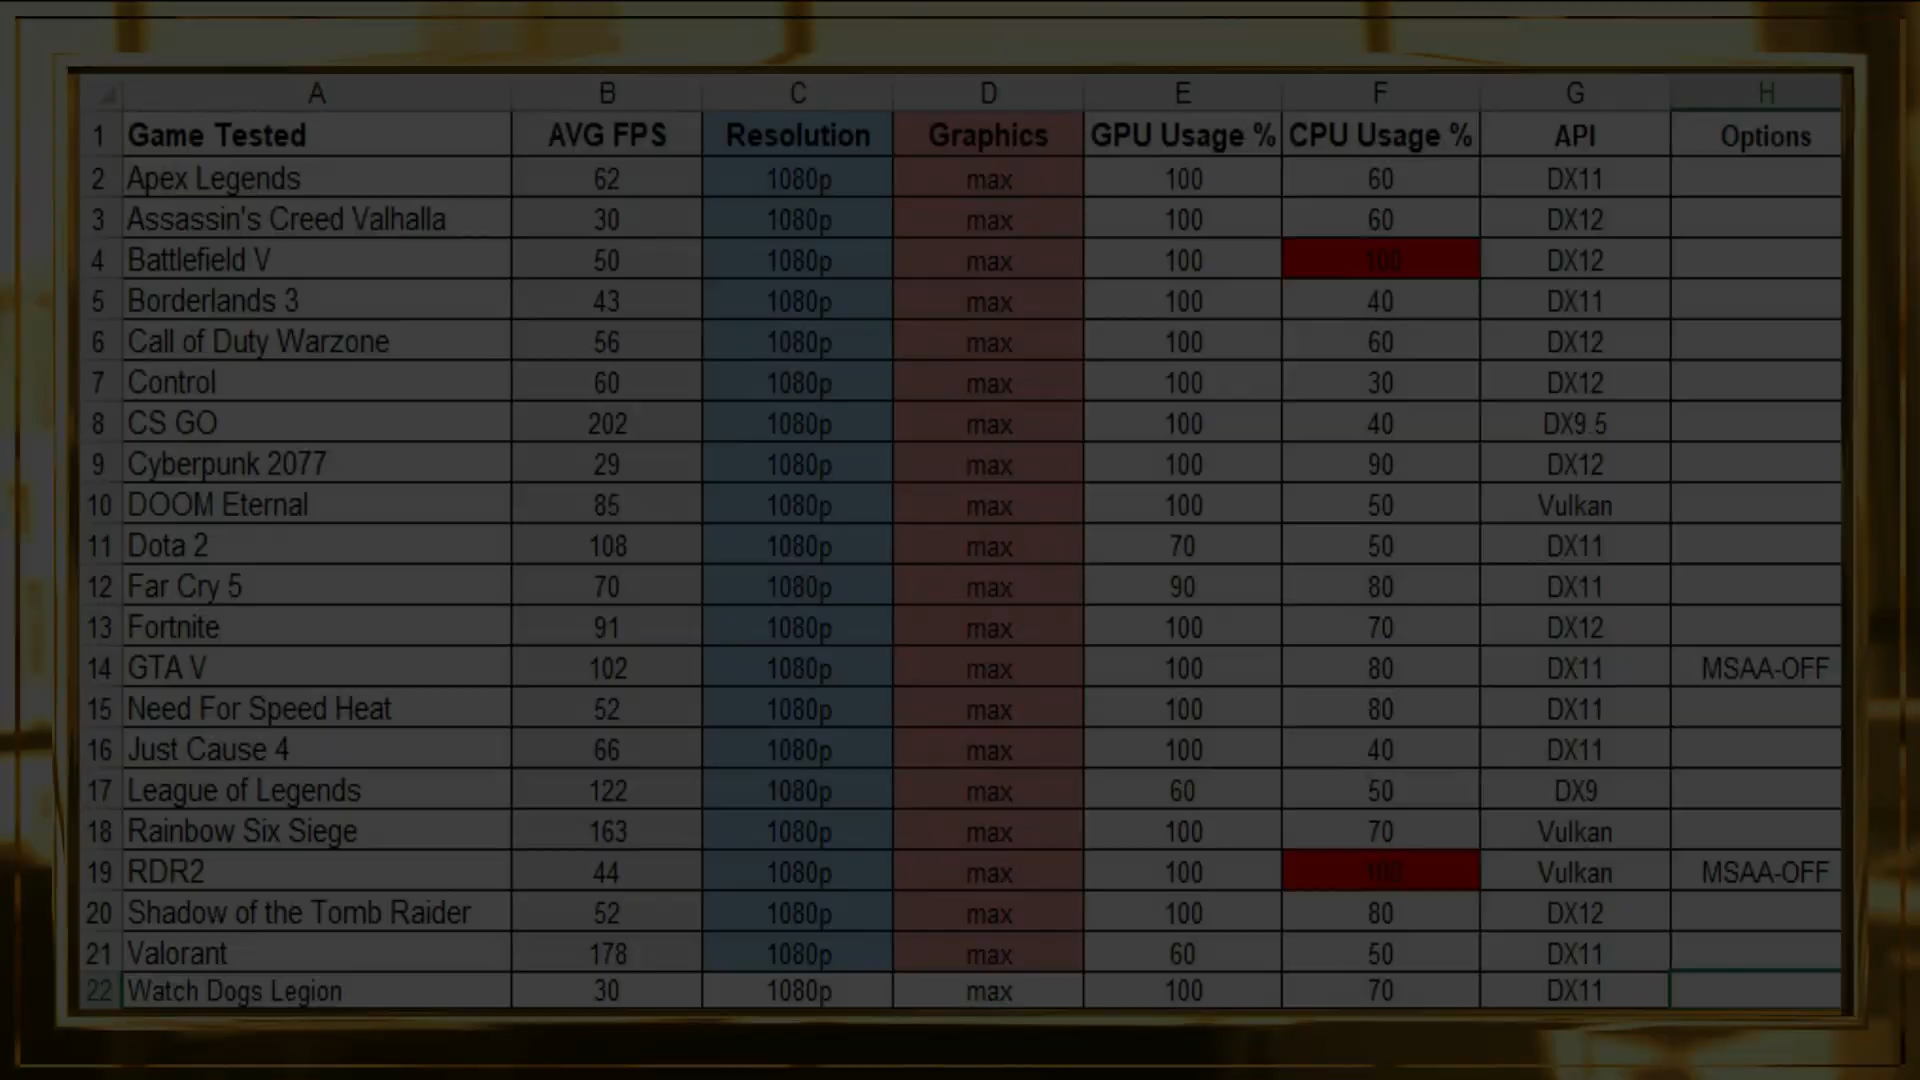 A B C D E F G H
1 Game Tested AVG FPS Resolution Graphics GPU Usage % CPU Usage % API Options
2 Apex Legends 62 1080p max 100 60 DX11
3 Assassin's Creed Valhalla 30 1080p max 100 60 DX12
4 Battlefield V 50 1080p max 100 100 DX12
5 Borderlands 3 43 1080p max 100 40 DX11
6 Call of Duty Warzone 56 1080p max 100 60 DX12
7 Control 60 1080p max 100 30 DX12
8 CS GO 202 1080p max 100 40 DX9.5
9 Cyberpunk 2077 29 1080p max 100 90 DX12
10 DOOM Eternal 85 1080p max 100 50 Vulkan
11 Dota 2 108 1080p max 70 50 DX11
12 Far Cry 5 70 1080p max 90 80 DX11
13 Fortnite 91 1080p max 100 70 DX12
14 GTA V 102 1080p max 100 80 DX11 MSAA-OFF
15 Need For Speed Heat 52 1080p max 100 80 DX11
16 Just Cause 4 66 1080p max 100 40 DX11
17 League of Legends 122 1080p max 60 50 DX9
18 Rainbow Six Siege 163 1080p max 100 70 Vulkan
19 RDR2 44 1080p max 100 100 Vulkan MSAA-OFF
20 Shadow of the Tomb Raider 52 1080p max 100 80 DX12
21 Valorant 178 1080p max 60 50 DX11
22 Watch Dogs Legion 30 1080p max 100 70 DX11